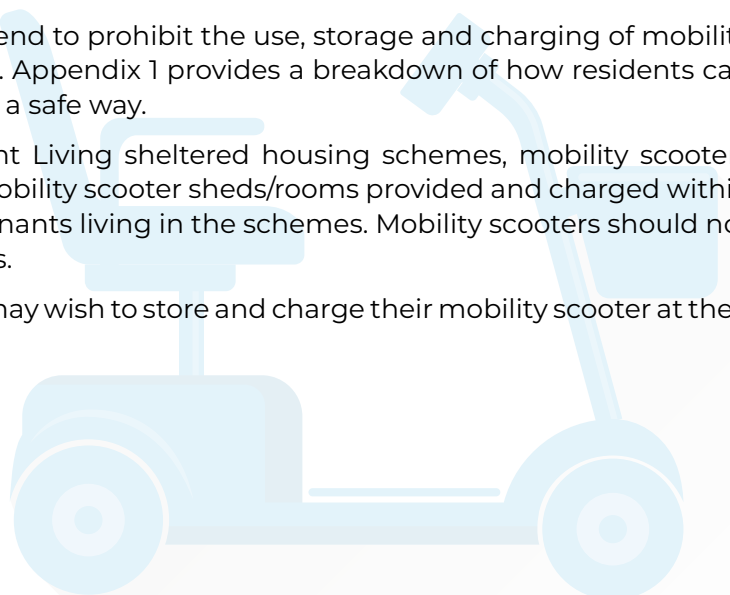 end to prohibit the use, storage and charging of mobilit
. Appendix 1 provides a breakdown of how residents ca
a safe way.
nt Living sheltered housing schemes, mobility scooter
obility scooter sheds/rooms provided and charged withi
nants living in the schemes. Mobility scooters should no
s.
may wish to store and charge their mobility scooter at the